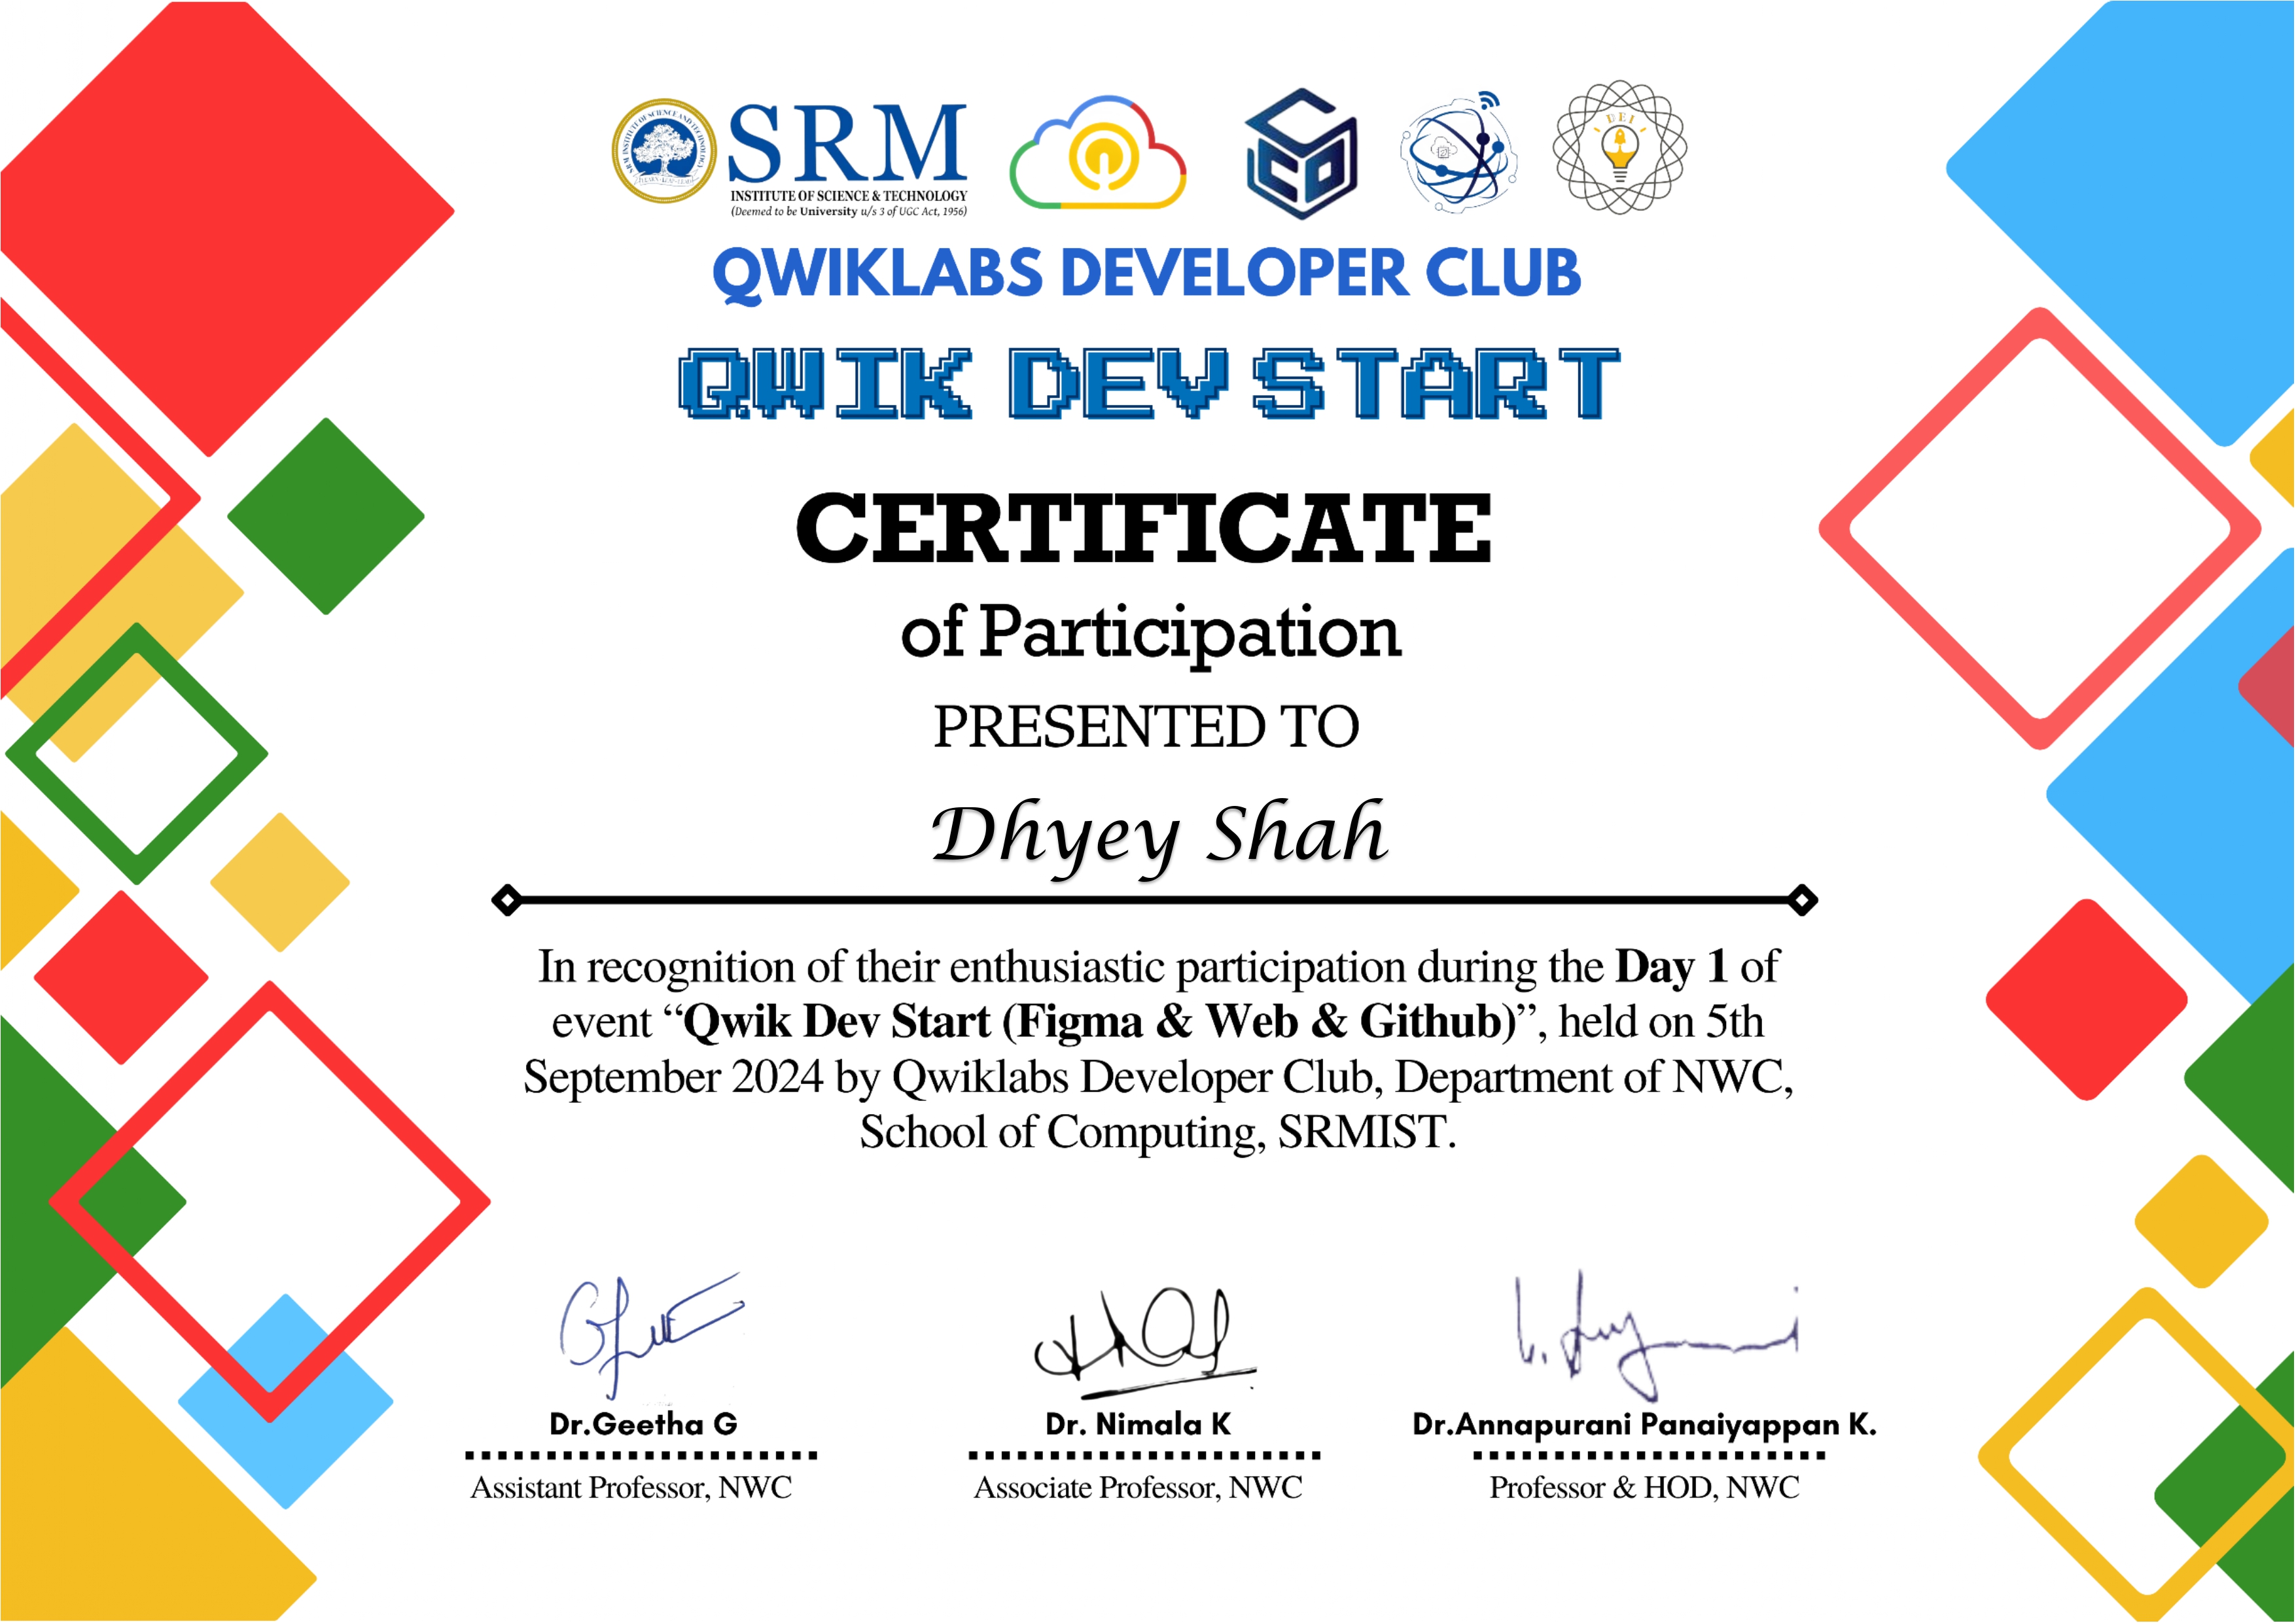 SRM
INSTITUTE OF SCIENCE & TECHNOLOGY
(Deemed to be University u/s 3 of UGC Act, 1956)
DEI
QWIKLABS DEVELOPER CLUB
QWIK DEV START
CERTIFICATE
of Participation
PRESENTED TO
Dhyey Shah
In recognition of their enthusiastic participation during the Day 1 of
event “Qwik Dev Start (Figma & Web & Github)”, held on 5th
September 2024 by Qwiklabs Developer Club, Department of NWC,
School of Computing, SRMIST.
Dr.Geetha G
Assistant Professor, NWC
Dr. Nimala K
Associate Professor, NWC
Dr.Annapurani Panaiyappan K.
Professor & HOD, NWC